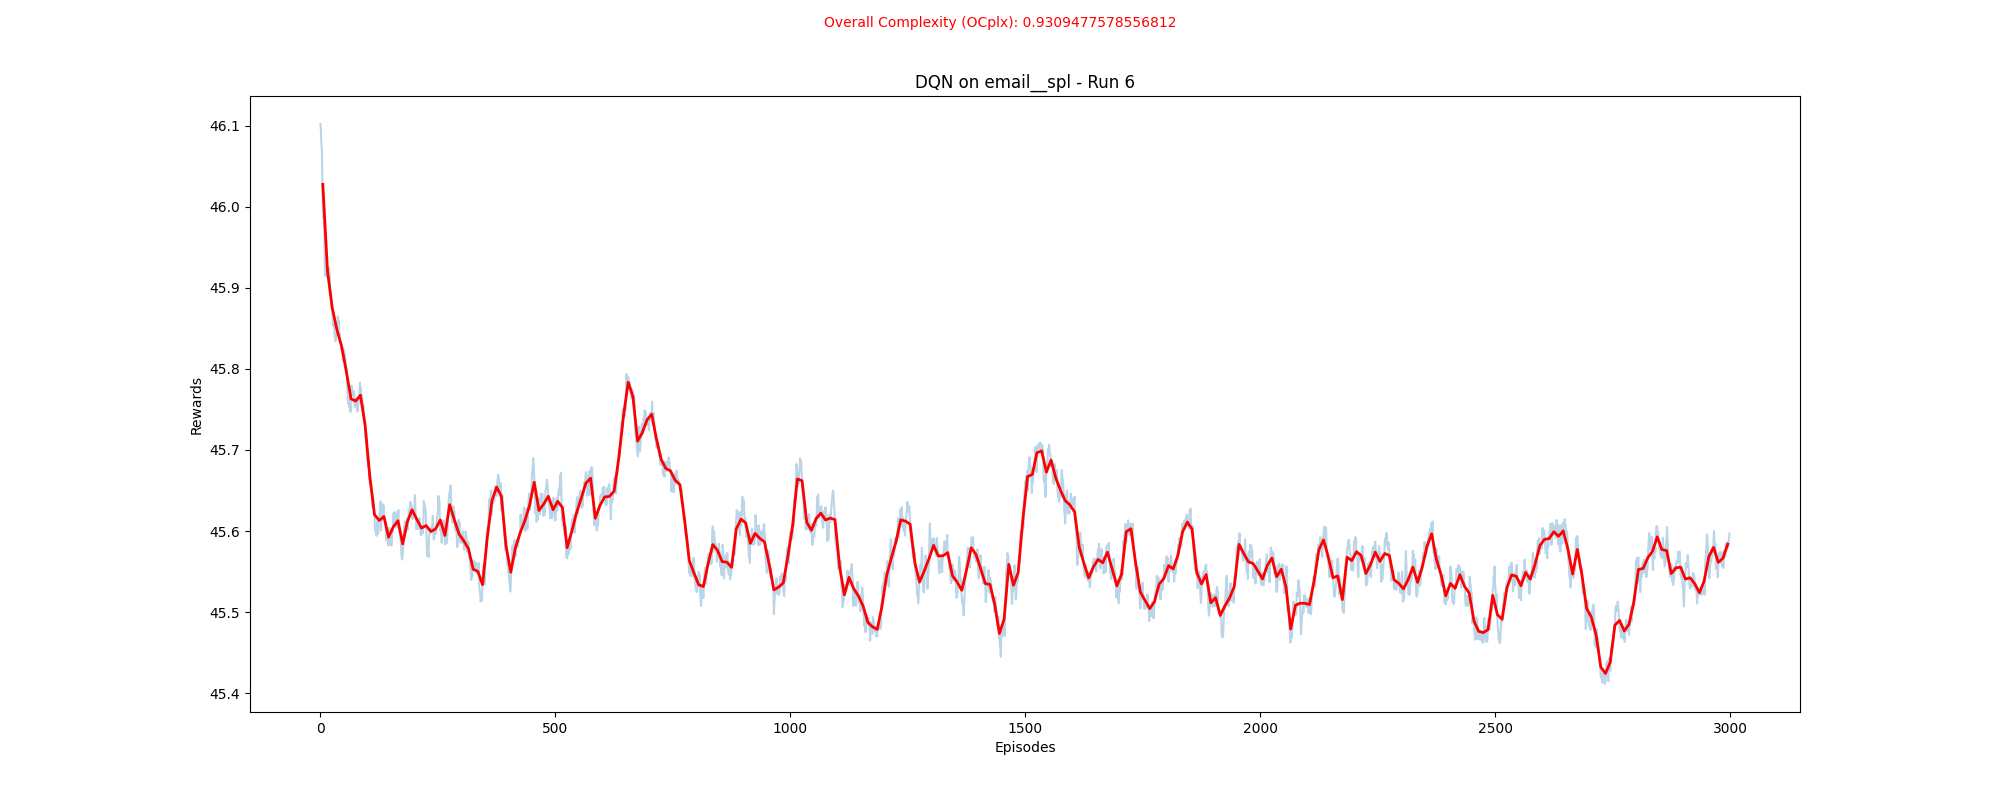 Overall Complexity (OCplx): 0.9309477578556812
DQN on email__spl - Run 6
46.1
46.0
45.9
45.8
45.7
45.6
45.5
45.4
Rewards
0 500 1000 1500 2000 2500 3000
Episodes